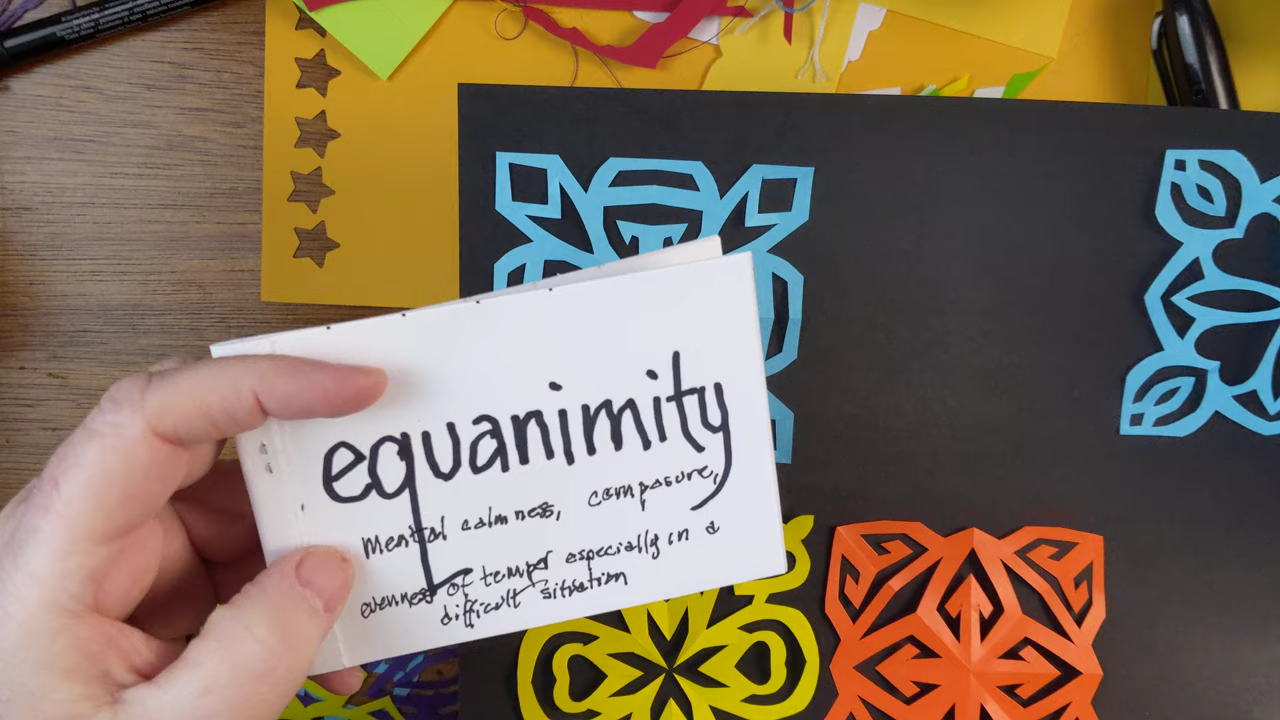 equanimity
mental calmness, composure,
evenness of temper especially in a
difficult situation